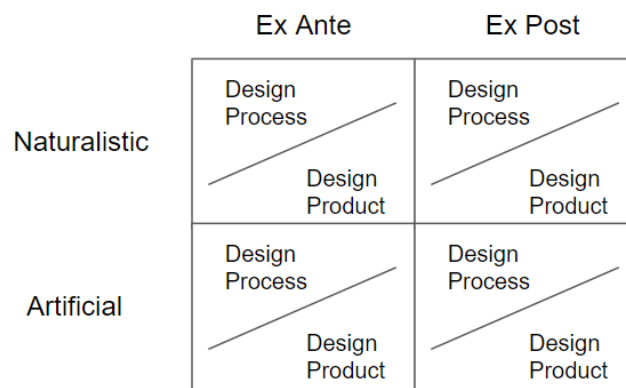 Ex Ante Ex Post
Naturalistic
Design
Process
Design
Product
Design
Process
Design
Product
Artificial
Design
Process
Design
Product
Design
Process
Design
Product